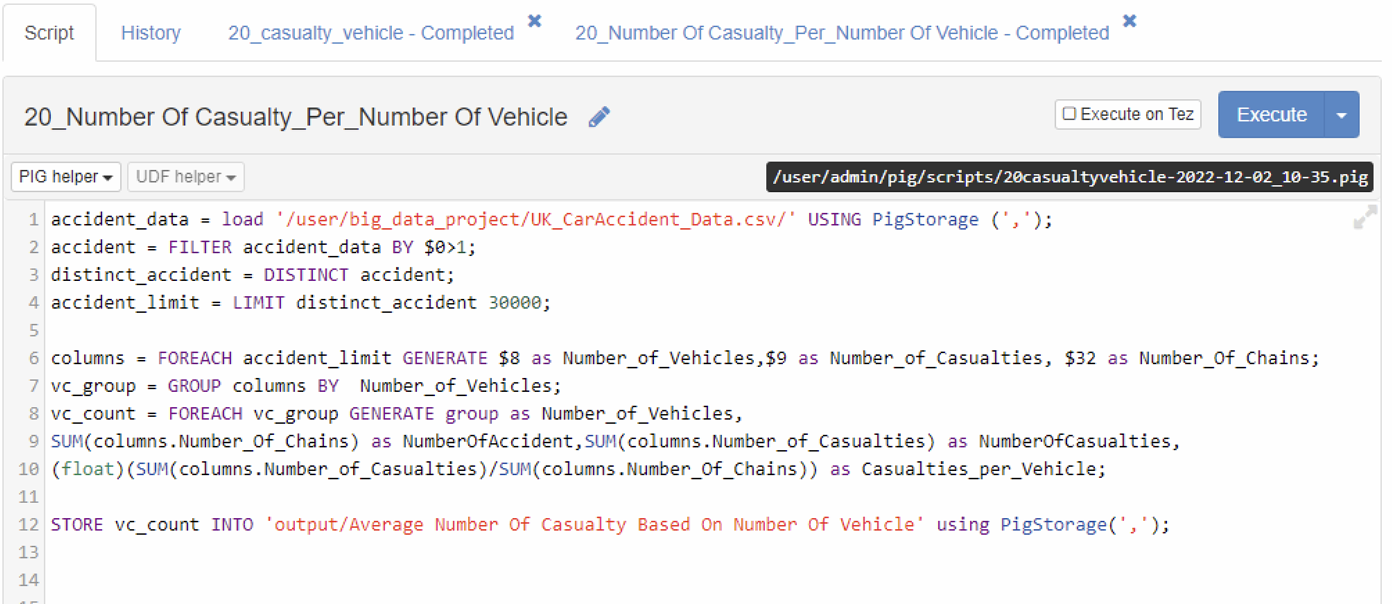 Script History 20_casualty_vehicle - Completed 20_Number Of Casualty_Per_Number Of Vehicle - Completed
20_Number Of Casualty_Per_Number Of Vehicle Execute on Tez Execute
PIG helper UDF helper /user/admin/pig/scripts/20casualtyvehicle-2022-12-02_10-35.pig
1 accident_data = load '/user/big_data_project/UK_CarAccident_Data.csv/' USING PigStorage (',');
2 accident = FILTER accident_data BY $0>1;
3 distinct_accident = DISTINCT accident;
4 accident_limit = LIMIT distinct_accident 30000;
5
6 columns = FOREACH accident_limit GENERATE $8 as Number_of_Vehicles,$9 as Number_of_Casualties, $32 as Number_Of_Chains;
7 vc_group = GROUP columns BY  Number_of_Vehicles;
8 vc_count = FOREACH vc_group GENERATE group as Number_of_Vehicles,
9 SUM(columns.Number_Of_Chains) as NumberOfAccident,SUM(columns.Number_of_Casualties) as NumberOfCasualties,
10 (float)(SUM(columns.Number_of_Casualties)/SUM(columns.Number_Of_Chains)) as Casualties_per_Vehicle;
11
12 STORE vc_count INTO 'output/Average Number Of Casualty Based On Number Of Vehicle' using PigStorage(',');
13
14